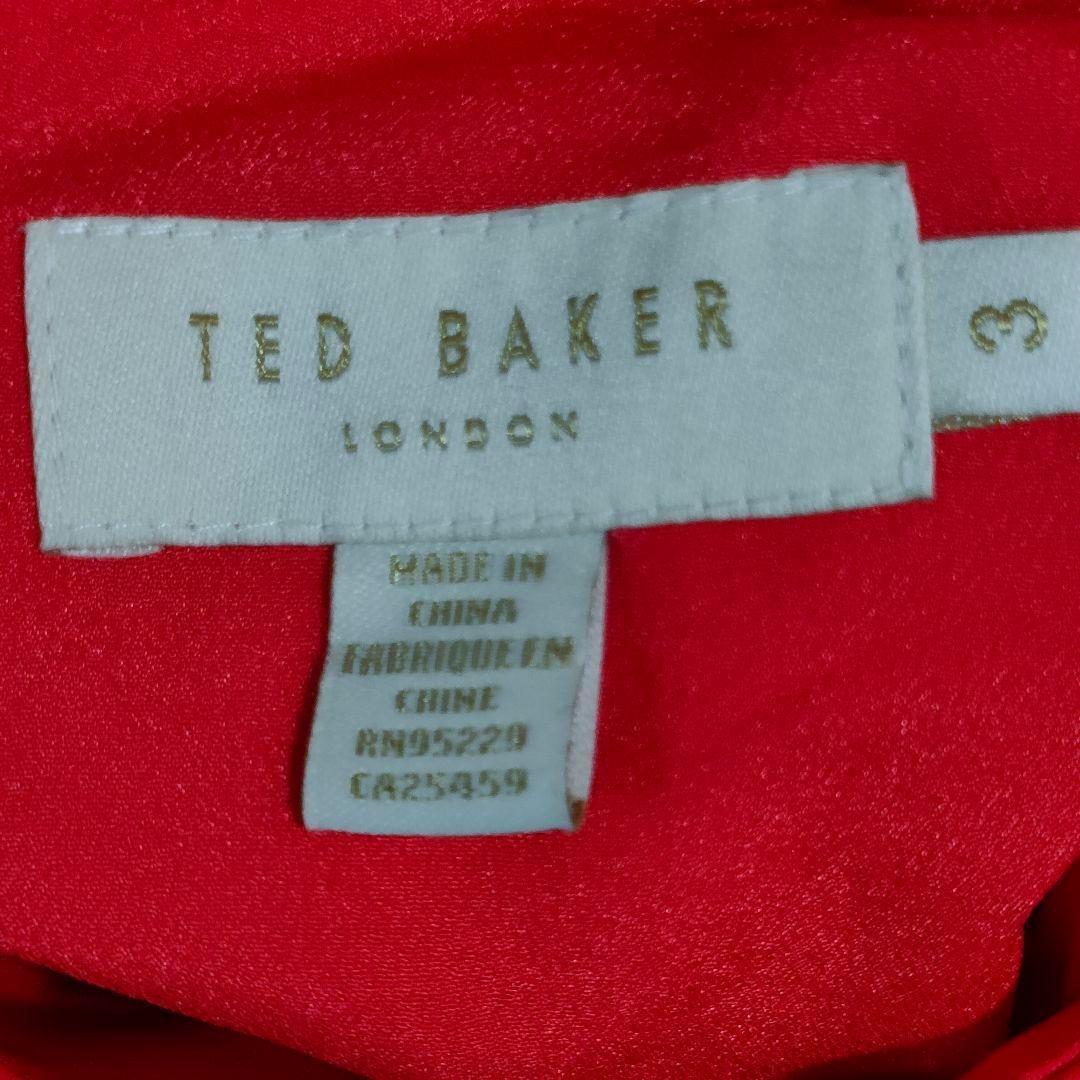 TED BAKER
LONDON
3
MADE IN
CHINA
FABRIQUE EN
CHINE
RN95229
CA25459